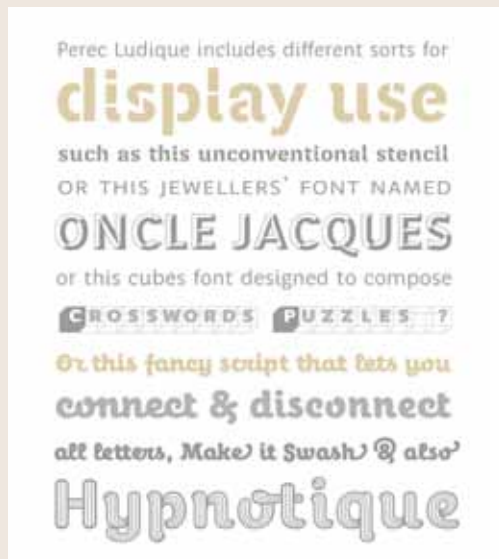 Perec Ludique includes different sorts for
display use
such as this unconventional stencil
OR THIS JEWELLERS' FONT NAMED
ONCLE JACQUES
or this cubes font designed to compose
CROSSWORDS PUZZLES ?
Or this fancy script that lets you
connect & disconnect
all letters, Make it Swash & also
Hypnotique